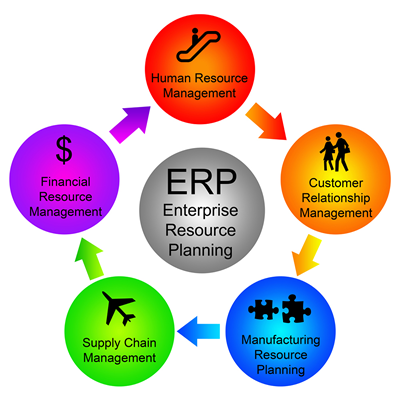 Human Resource
Management
$
Financial
Resource
Management
ERP
Enterprise
Resource
Planning
Customer
Relationship
Management
Supply Chain
Management
Manufacturing
Resource
Planning